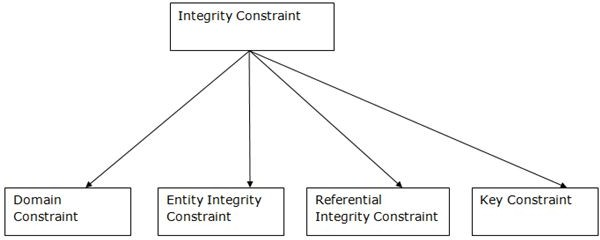 Integrity Constraint
Domain
Constraint
Entity Integrity
Constraint
Referential
Integrity Constraint
Key Constraint